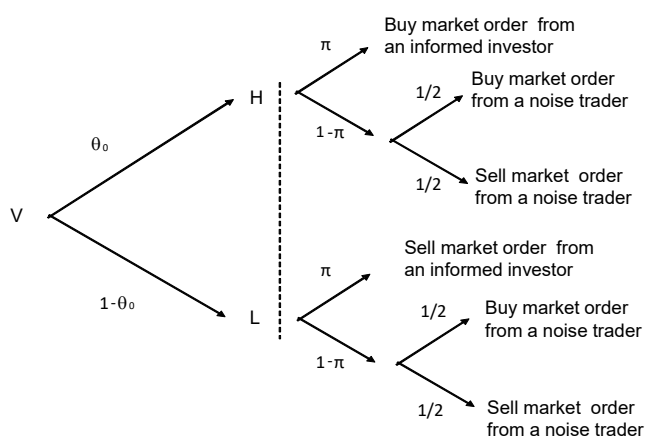 Buy market order from
an informed investor
π
H
1/2
Buy market order
from a noise trader
1-π
θ₀
1/2
Sell market order from
from a noise trader
V
Sell market order from
an informed investor
π
1-θ₀
L
1/2
Buy market order
from a noise trader
1-π
1/2
Sell market order
from a noise trader